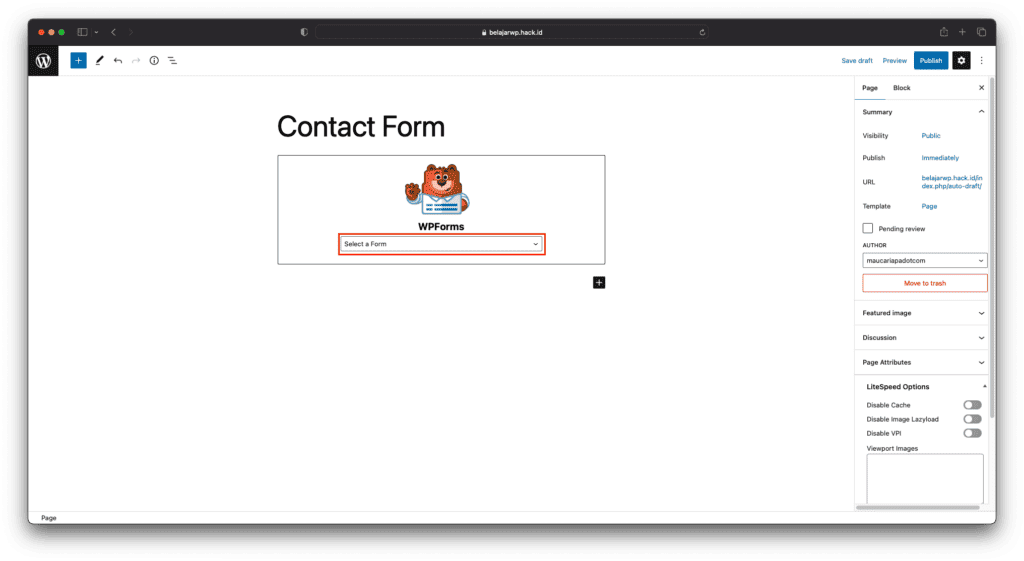 belajarwp.hack.id
Save draft
Preview
Publish
Page
Block
Contact Form
WPForms
Select a Form
Summary
Visibility
Public
Publish
Immediately
URL
belajarwp.hack.id/in
dex.php/auto-draft/
Template
Page
Pending review
AUTHOR
maucariapadotcom
Move to trash
Featured image
Discussion
Page Attributes
LiteSpeed Options
Disable Cache
Disable Image Lazyload
Disable VPI
Viewport Images
Page